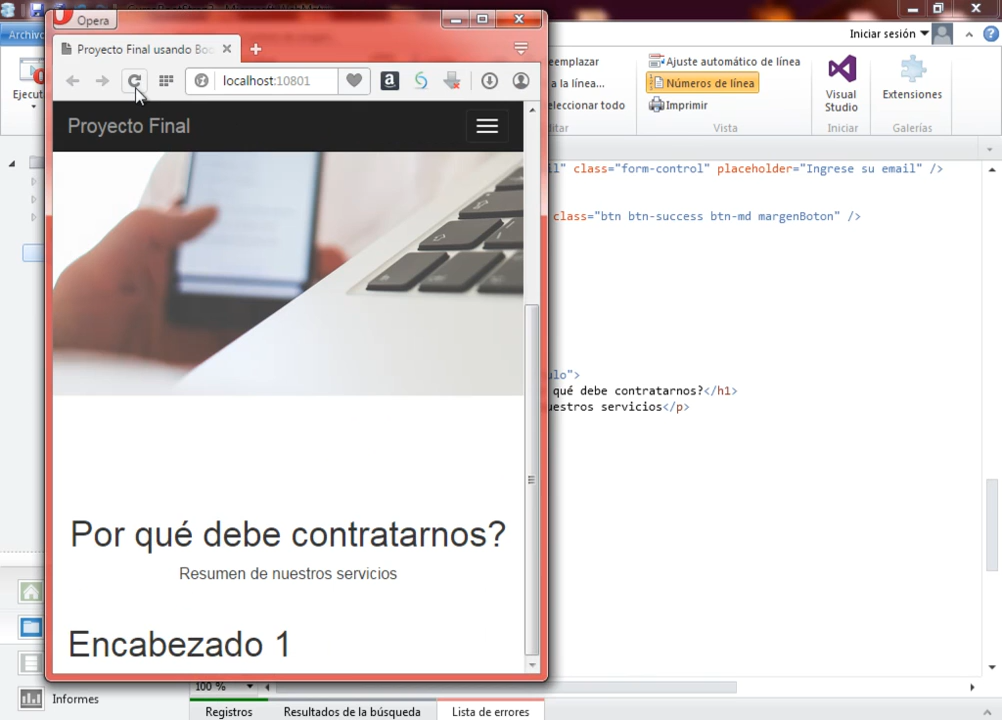 Opera
Archivo
Iniciar sesión
Proyecto Final usando Boo
localhost:10801
Ejecut
eemplazar
a la línea...
eleccionar todo
itar
Ajuste automático de línea
Números de línea
Imprimir
Vista
Visual Studio
Iniciar
Extensiones
Galerías
Proyecto Final
il" class="form-control" placeholder="Ingrese su email" />
class="btn btn-success btn-md margenBoton" />
ulo">
qué debe contratarnos?</h1>
uestros servicios</p>
Por qué debe contratarnos?
Resumen de nuestros servicios
Encabezado 1
100 %
Informes
Registros
Resultados de la búsqueda
Lista de errores